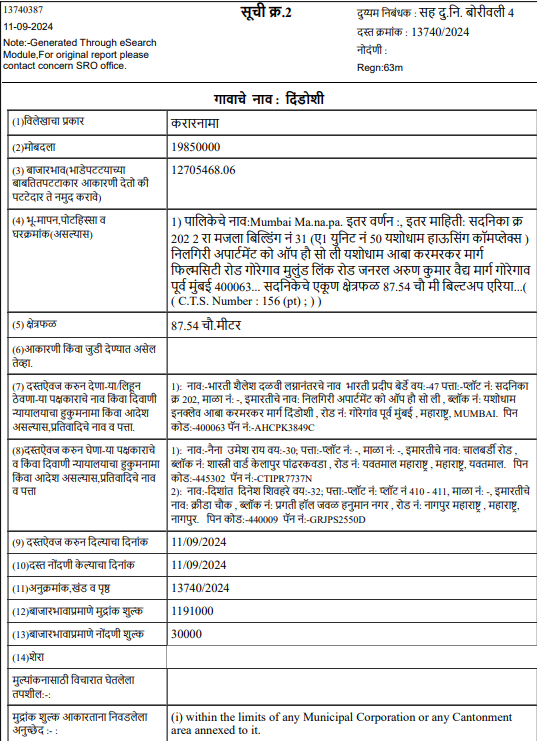 13740387
11-09-2024
Note:-Generated Through eSearch
Module,For original report please
contact concern SRO office.
सूची क्र.2
दुय्यम निबंधक : सह दु.नि. बोरीवली 4
दस्त क्रमांक : 13740/2024
नोदंणी :
Regn:63m
गावाचे नाव : दिंडोशी
(1)विलेखाचा प्रकार
करारनामा
(2)मोबदला
19850000
(3) बाजारभाव(भाडेपटटयाच्या
बाबतितपटटाकार आकारणी देतो की
पटटेदार ते नमुद करावे)
12705468.06
(4) भू-मापन,पोटहिस्सा व
घरक्रमांक(असल्यास)
1) पालिकेचे नाव:Mumbai Ma.na.pa. इतर वर्णन :, इतर माहिती: सदनिका क्र
202 2 रा मजला बिल्डिंग नं 31 (ए1 युनिट नं 50 यशोधाम हाऊसिंग कॉम्पलेक्स )
निलगिरी अपार्टमेंट को ऑप् हौ सो ली यशोधाम आबा करमरकर मार्ग
फिल्मसिटी रोड गोरेगाव मुलुंड लिंक रोड जनरल अरुण कुमार वैद्य मार्ग गोरेगाव
पूर्व मुंबई 400063... सदनिकेचे एकूण क्षेत्रफळ 87.54 चौ मी बिल्टअप एरिया...(
( C.T.S. Number : 156 (pt) ; ) )
(5) क्षेत्रफळ
87.54 चौ.मीटर
(6)आकारणी किंवा जुडी देण्यात असेल
तेव्हा.
(7) दस्तऐवज करुन देणा-या/लिहून
ठेवणा-या पक्षकाराचे नाव किंवा दिवाणी
न्यायालयाचा हुकुमनामा किंवा आदेश
असल्यास,प्रतिवादिचे नाव व पत्ता.
1): नाव:-भारती शैलेश दळवी लग्नानंतरचे नाव भारती प्रदीप बेर्डे वय:-47 पत्ता:-प्लॉट नं: सदनिका
क्र 202, माळा नं: -, इमारतीचे नाव: निलगिरी अपार्टमेंट को ऑप हौ सो ली , ब्लॉक नं: यशोधाम
इनक्लेव आबा करमरकर मार्ग दिंडोशी , रोड नं: गोरेगांव पूर्व मुंबई , महाराष्ट्र, MUMBAI. पिन
कोड:-400063 पॅन नं:-AHCPK3849C
(8)दस्तऐवज करुन घेणा-या पक्षकाराचे
व किंवा दिवाणी न्यायालयाचा हुकुमनामा
किंवा आदेश असल्यास,प्रतिवादिचे नाव
व पत्ता
1): नाव:-नैना उमेश राय वय:-30; पत्ता:-प्लॉट नं: -, माळा नं: -, इमारतीचे नाव: चालबर्डी रोड ,
ब्लॉक नं: शास्त्री वार्ड केलापुर पांढरकवडा , रोड नं: यवतमाल महाराष्ट्र , महाराष्ट्र, यवतमाल. पिन
कोड:-445302 पॅन नं:-CTIPR7737N
2): नाव:-दिशांत दिनेश शिवहरे वय:-32; पत्ता:-प्लॉट नं: प्लॉट नं 410 - 411, माळा नं: -, इमारतीचे
नाव: क्रीडा चौक , ब्लॉक नं: प्रगती हॉल जवळ हनुमान नगर , रोड नं: नागपुर महाराष्ट्र , महाराष्ट्र,
नागपुर. पिन कोड:-440009 पॅन नं:-GRJPS2550D
(9) दस्तऐवज करुन दिल्याचा दिनांक
11/09/2024
(10)दस्त नोंदणी केल्याचा दिनांक
11/09/2024
(11)अनुक्रमांक,खंड व पृष्ठ
13740/2024
(12)बाजारभावाप्रमाणे मुद्रांक शुल्क
1191000
(13)बाजारभावाप्रमाणे नोंदणी शुल्क
30000
(14)शेरा
मुल्यांकनासाठी विचारात घेतलेला
तपशील:-:
मुद्रांक शुल्क आकारताना निवडलेला
अनुच्छेद :- :
(i) within the limits of any Municipal Corporation or any Cantonment
area annexed to it.